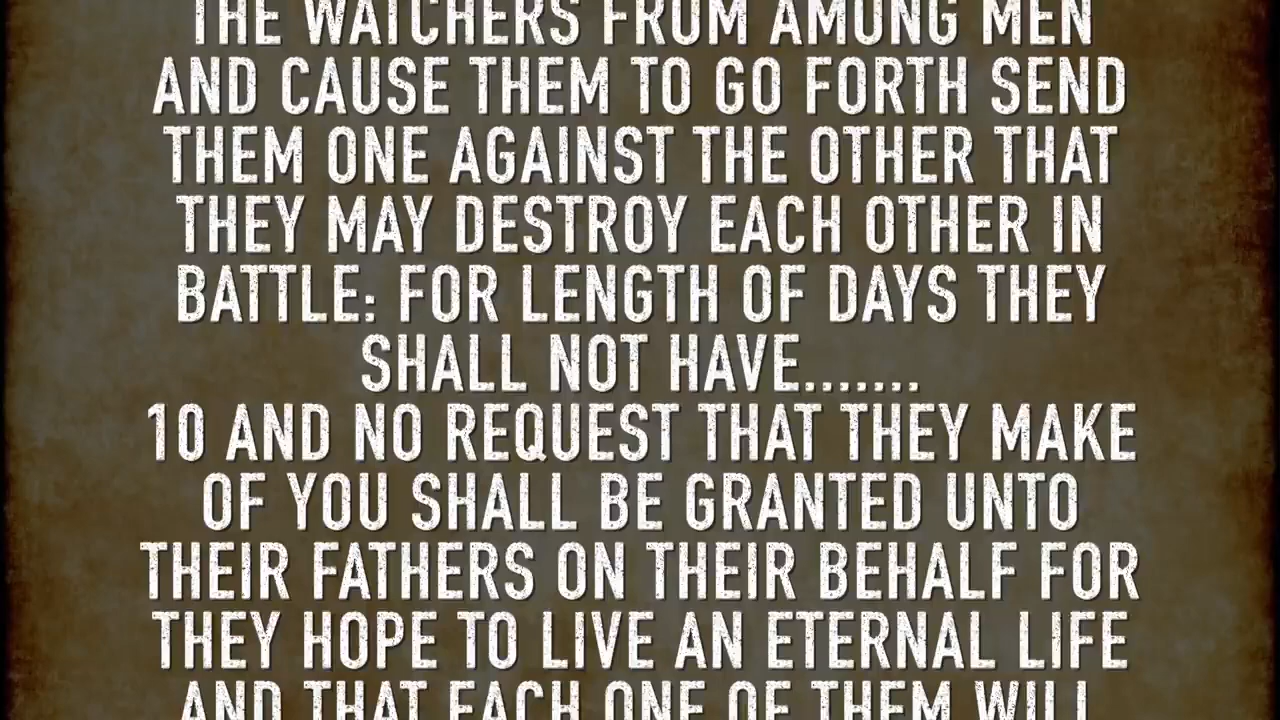 THE WATCHERS FROM AMONG MEN
AND CAUSE THEM TO GO FORTH SEND
THEM ONE AGAINST THE OTHER THAT
THEY MAY DESTROY EACH OTHER IN
BATTLE: FOR LENGTH OF DAYS THEY
SHALL NOT HAVE.......
10 AND NO REQUEST THAT THEY MAKE
OF YOU SHALL BE GRANTED UNTO
THEIR FATHERS ON THEIR BEHALF FOR
THEY HOPE TO LIVE AN ETERNAL LIFE
AND THAT EACH ONE OF THEM WILL